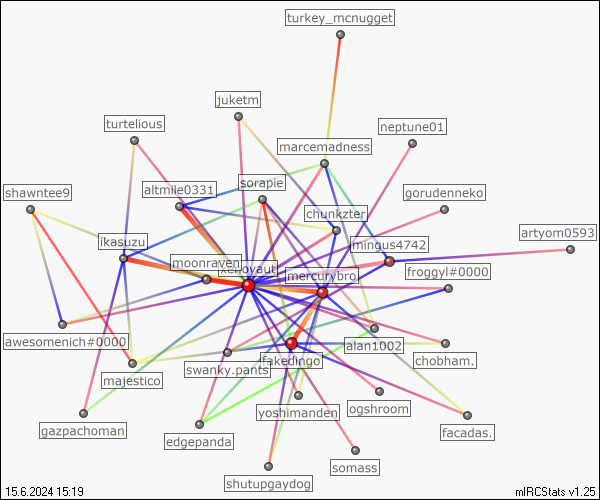 turkey_mcnugget
juketm
turtelious
neptune01
marcemadness
altmile0331
sorapie
shawntee9
gorudenneko
chunkzter
artyom0593
ikasuzu
mingus4742
moonrayen
mercurybro
froggyl#0000
awesomenich#0000
fakedingo
alan1002
chobham.
swanky.pants
majestico
yoshimanden
ogshroom
gazpachoman
facadas.
edgepanda
somass
shutupgaydog
15.6.2024 15:19
mIRCStats v1.25